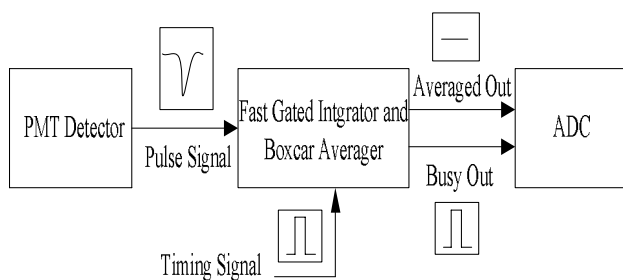 PMT Detector
Pulse Signal
Fast Gated Intgrator and
Boxcar Averager
Timing Signal
Averaged Out
Busy Out
ADC